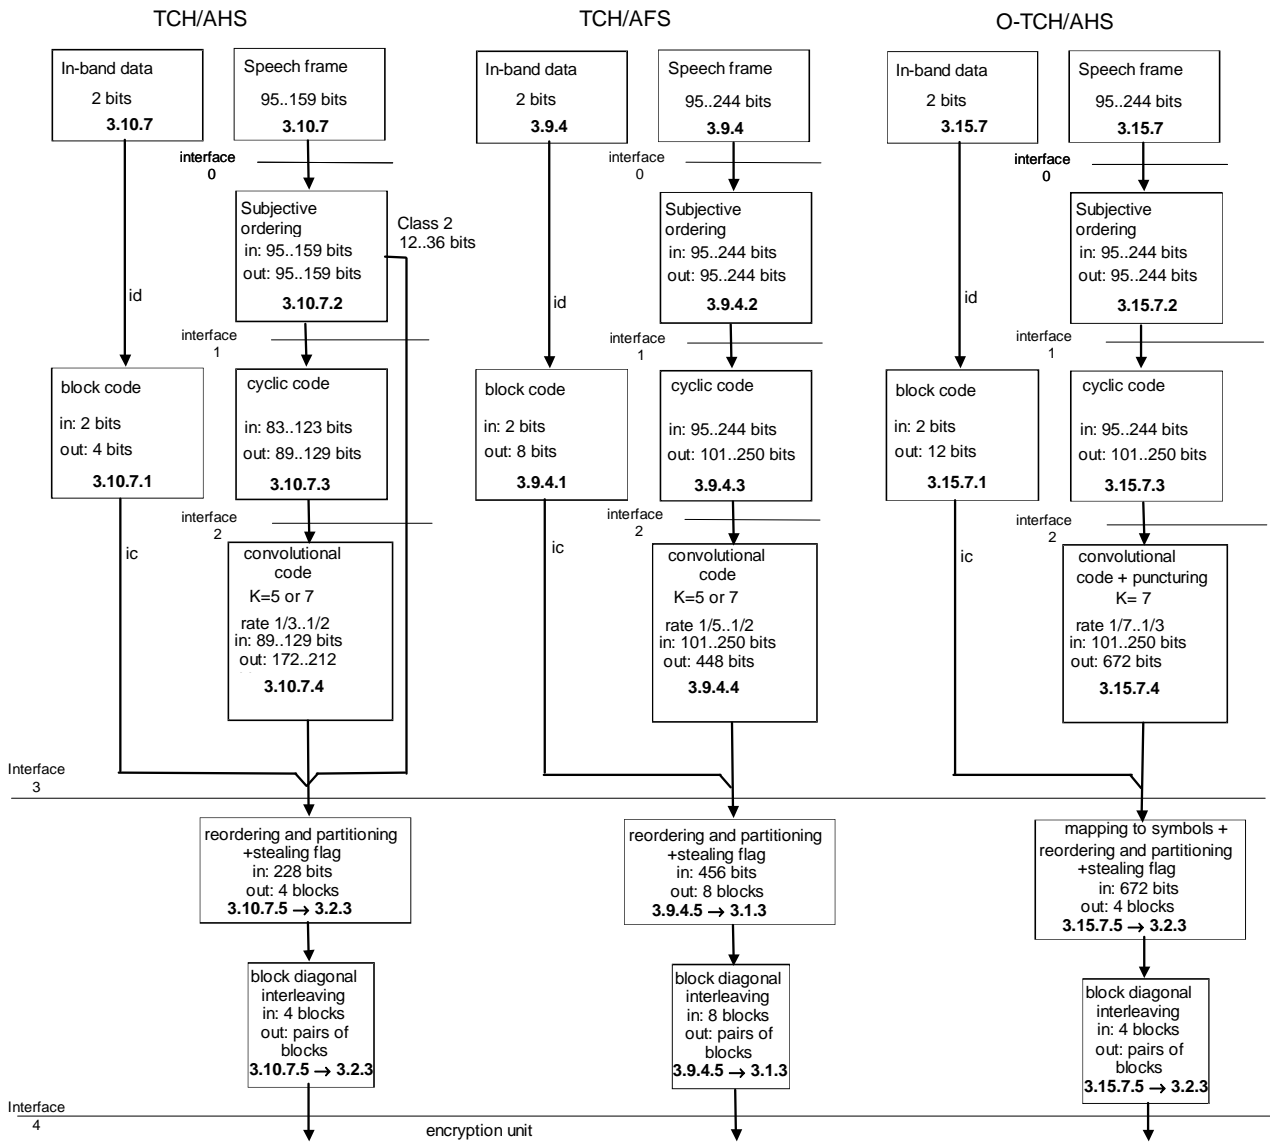 TCH/AHS
In-band data
2 bits
3.10.7
Speech frame
95..159 bits
3.10.7
interface
0
Subjective
ordering
in: 95..159 bits
out: 95..159 bits
3.10.7.2
Class 2
12..36 bits
id
interface
1
block code
in: 2 bits
out: 4 bits
3.10.7.1
cyclic code
in: 83..123 bits
out: 89..129 bits
3.10.7.3
interface
2
ic
convolutional
code
K=5 or 7
rate 1/3..1/2
in: 89..129 bits
out: 172..212
3.10.7.4
TCH/AFS
In-band data
2 bits
3.9.4
Speech frame
95..244 bits
3.9.4
interface
0
Subjective
ordering
in: 95..244 bits
out: 95..244 bits
3.9.4.2
id
interface
1
block code
in: 2 bits
out: 8 bits
3.9.4.1
cyclic code
in: 95..244 bits
out: 101..250 bits
3.9.4.3
interface
2
ic
convolutional
code
K=5 or 7
rate 1/5..1/2
in: 101..250 bits
out: 448 bits
3.9.4.4
O-TCH/AHS
In-band data
2 bits
3.15.7
Speech frame
95..244 bits
3.15.7
interface
0
Subjective
ordering
in: 95..244 bits
out: 95..244 bits
3.15.7.2
id
interface
1
block code
in: 2 bits
out: 12 bits
3.15.7.1
cyclic code
in: 95..244 bits
out: 101..250 bits
3.15.7.3
interface
2
ic
convolutional
code + puncturing
K= 7
rate 1/7..1/3
in: 101..250 bits
out: 672 bits
3.15.7.4
Interface
3
reordering and partitioning
+stealing flag
in: 228 bits
out: 4 blocks
3.10.7.5 → 3.2.3
block diagonal
interleaving
in: 4 blocks
out: pairs of
blocks
3.10.7.5 → 3.2.3
reordering and partitioning
+stealing flag
in: 456 bits
out: 8 blocks
3.9.4.5 → 3.1.3
block diagonal
interleaving
in: 8 blocks
out: pairs of
blocks
3.9.4.5 → 3.1.3
mapping to symbols +
reordering and partitioning
+stealing flag
in: 672 bits
out: 4 blocks
3.15.7.5 → 3.2.3
block diagonal
interleaving
in: 4 blocks
out: pairs of
blocks
3.15.7.5 → 3.2.3
Interface
4
encryption unit